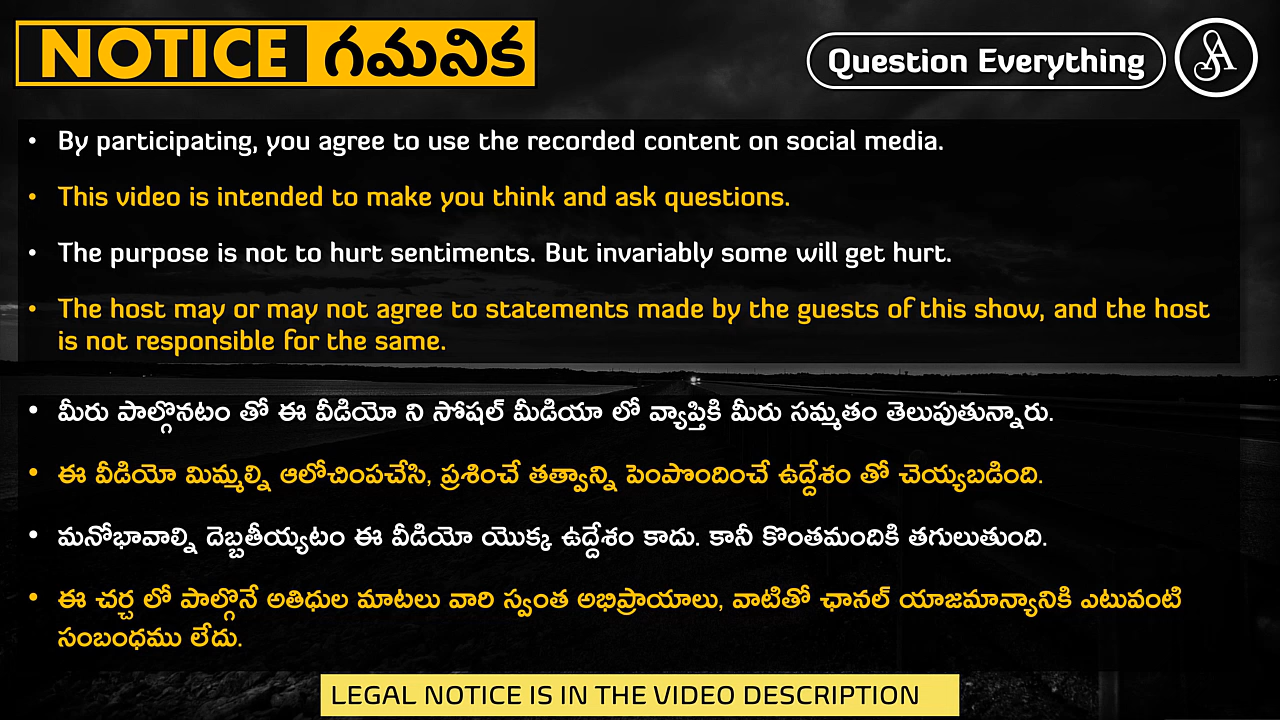 NOTICE గమనిక
Question Everything
• By participating, you agree to use the recorded content on social media.
• This video is intended to make you think and ask questions.
• The purpose is not to hurt sentiments. But invariably some will get hurt.
• The host may or may not agree to statements made by the guests of this show, and the host
is not responsible for the same.
• మీరు పాల్గొనటం తో ఈ వీడియో ని సోషల్ మీడియా లో వ్యాప్తికి మీరు సమ్మతం తెలుపుతున్నారు.
• ఈ వీడియో మిమ్మల్ని ఆలోచింపచేసి, ప్రశించే తత్వాన్ని పెంపొందించే ఉద్దేశం తో చెయ్యబడింది.
• మనోభావాల్ని దెబ్బతీయ్యటం ఈ వీడియో యొక్క ఉద్దేశం కాదు. కానీ కొంతమందికి తగులుతుంది.
• ఈ చర్చ లో పాల్గొనే అతిధుల మాటలు వారి స్వంత అభిప్రాయాలు, వాటితో ఛానల్ యాజమాన్యానికి ఎటువంటి
సంబంధము లేదు.
LEGAL NOTICE IS IN THE VIDEO DESCRIPTION